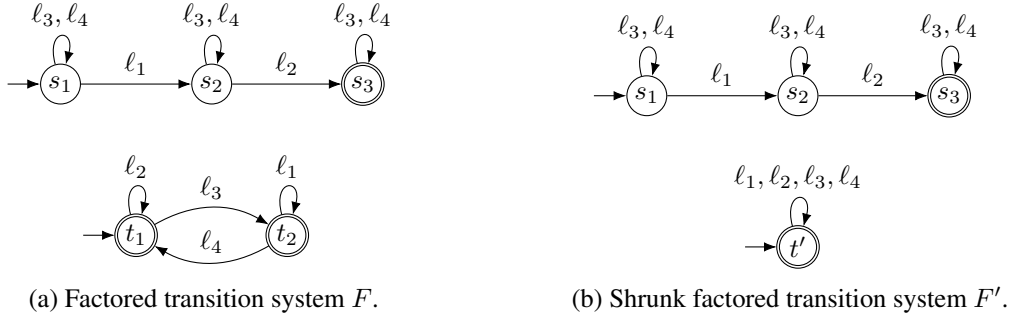 ℓ3, ℓ4 ℓ3, ℓ4 ℓ3, ℓ4
s1 ℓ1 s2 ℓ2 s3
ℓ2 ℓ3 ℓ1
t1 ℓ4 t2
(a) Factored transition system F.
ℓ3, ℓ4 ℓ3, ℓ4 ℓ3, ℓ4
s1 ℓ1 s2 ℓ2 s3
ℓ1, ℓ2, ℓ3, ℓ4
t′
(b) Shrunk factored transition system F′.